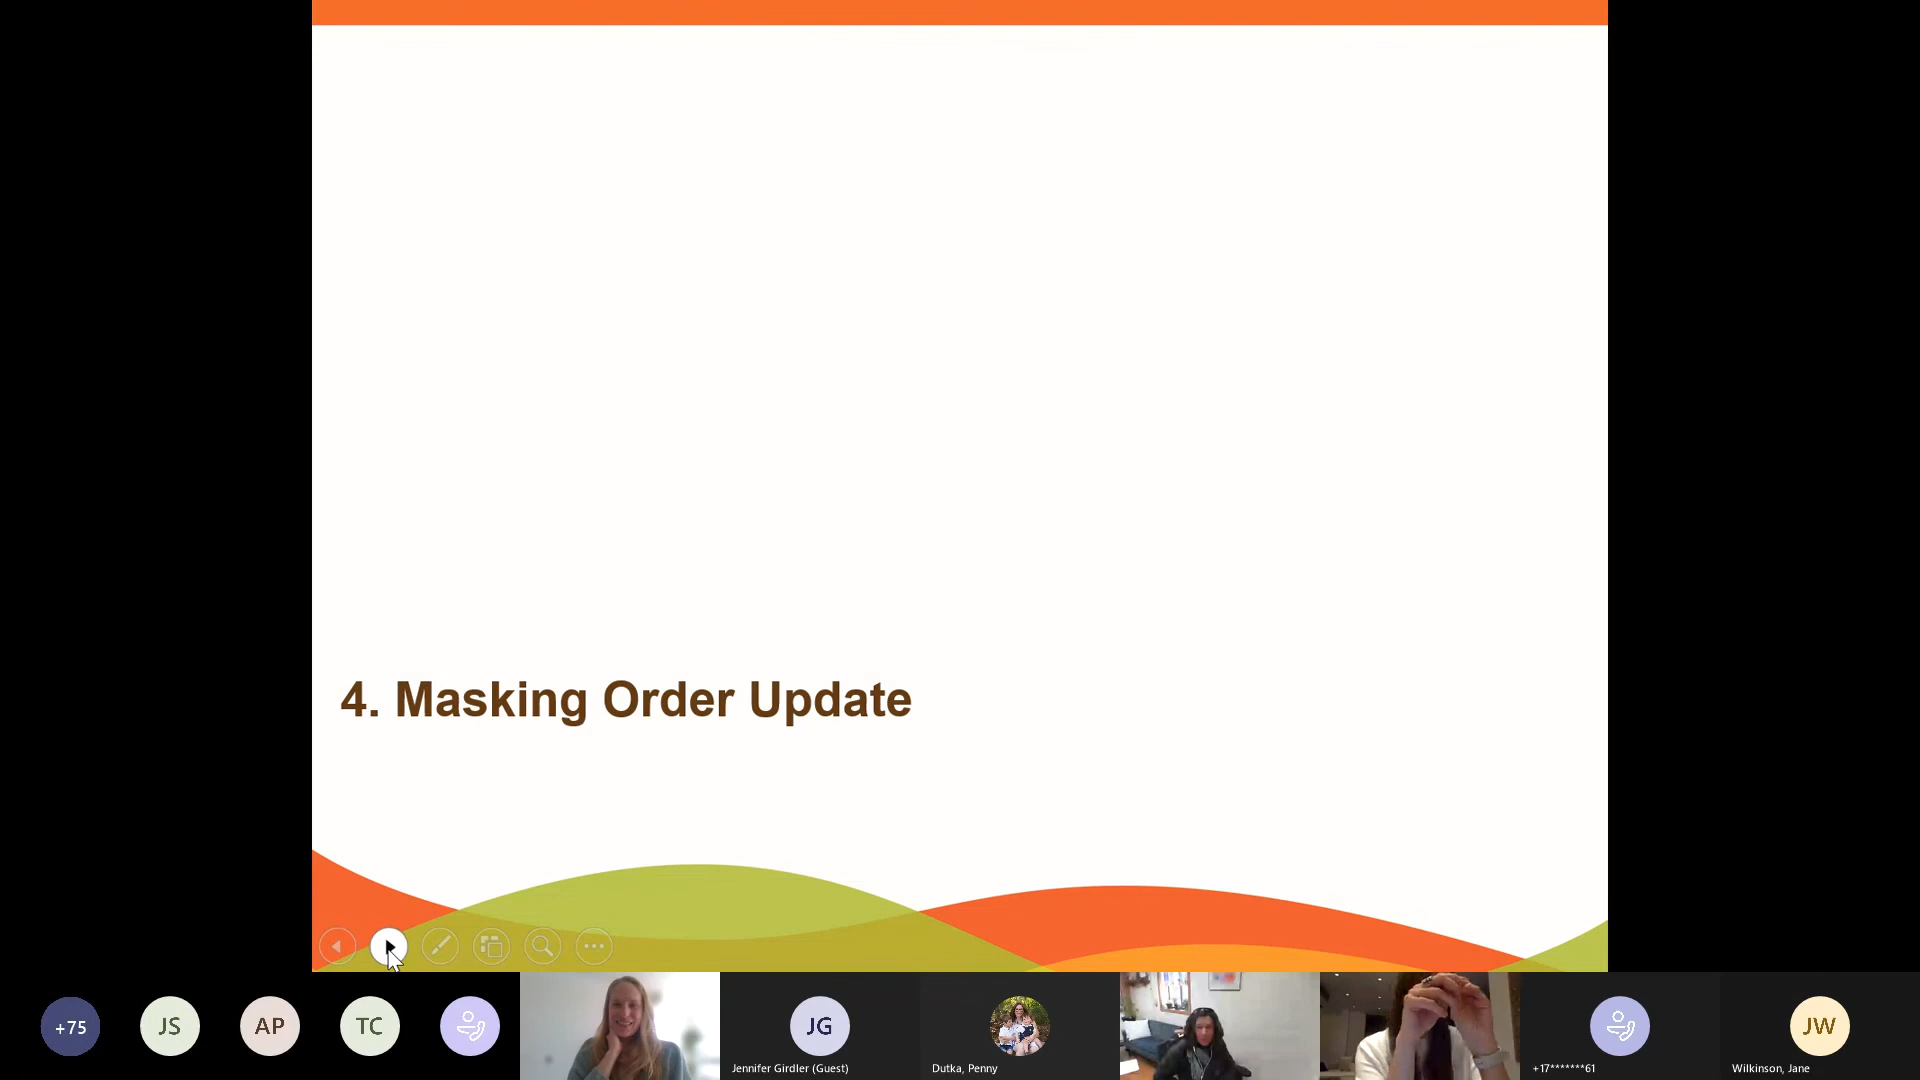 4. Masking Order Update
+75
JS
AP
TC
JG
Jennifer Girdler (Guest)
Dutka, Penny
+17*******61
JW
Wilkinson, Jane